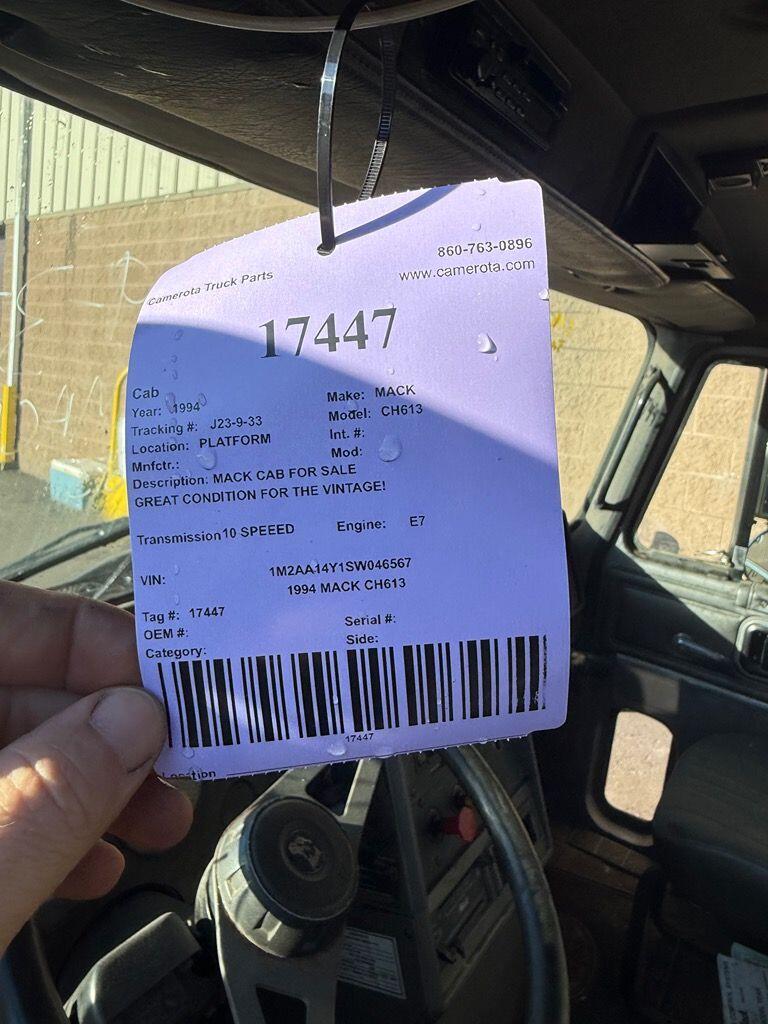 860-763-0896
Camerota Truck Parts www.camerota.com
17447
Cab
Year: 1994 Make: MACK
Tracking #: J23-9-33 Model: CH613
Location: PLATFORM Int. #:
Mnfctr.: Mod:
Description: MACK CAB FOR SALE
GREAT CONDITION FOR THE VINTAGE!
Transmission10 SPEEED Engine: E7
VIN: 1M2AA14Y1SW046567
1994 MACK CH613
Tag #: 17447 Serial #:
OEM #: Side:
Category:
17447
Location